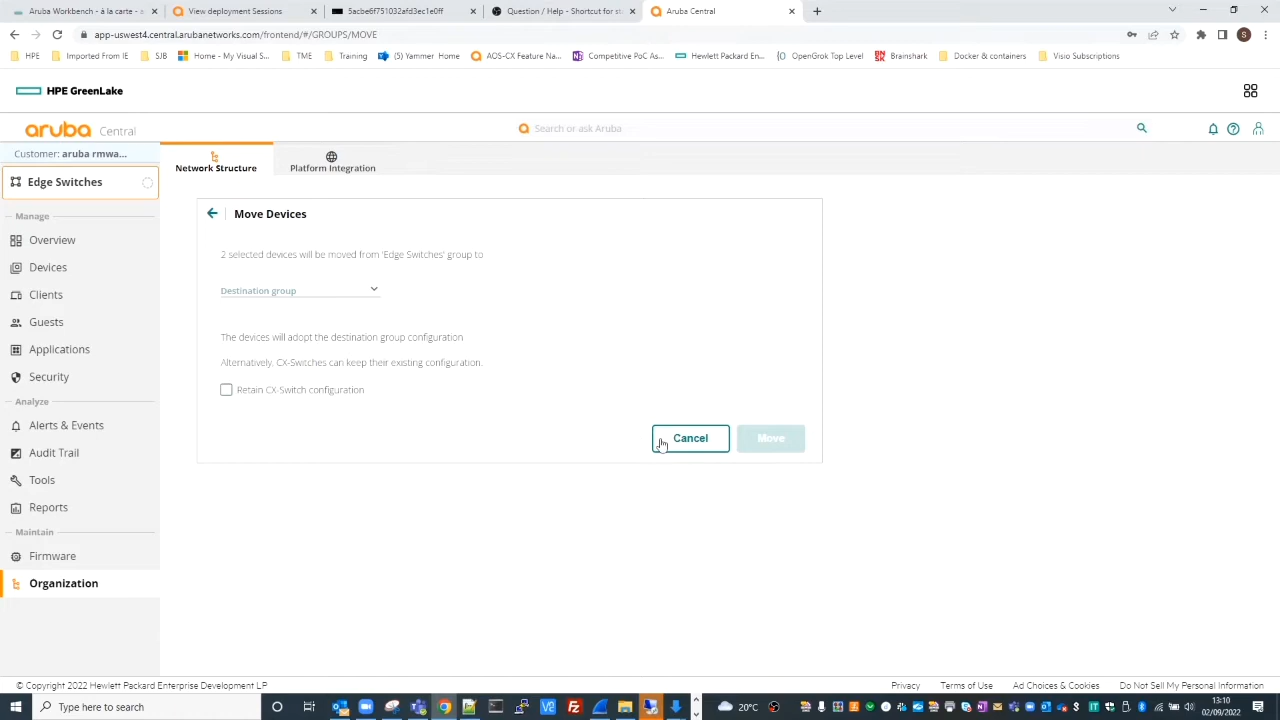 Aruba Workbench - à la carte - s
View deployment Sessions
5acbe6f751032afd3ec1e0ff
Question / Help - Shortcut for st
Aruba Central
app-uswest4.central.arubanetworks.com/frontend/#/GROUPS/MOVE
S
HPE
Imported From IE
SJB
Home - My Visual S...
TME
Training
(5) Yammer Home
AOS-CX Feature Na...
Competitive PoC As...
Hewlett Packard En...
OpenGrok Top Level
Brainshark
Docker & containers
Visio Subscriptions
HPE GreenLake
aruba Central
Search or ask Aruba
Customer: aruba rmwa...
Edge Switches
Network Structure
Platform Integration
Manage
Overview
Devices
Clients
Guests
Applications
Security
Analyze
Alerts & Events
Audit Trail
Tools
Reports
Maintain
Firmware
Organization
Move Devices
2 selected devices will be moved from 'Edge Switches' group to
Destination group
The devices will adopt the destination group configuration
Alternatively, CX-Switches can keep their existing configuration.
Retain CX-Switch configuration
Cancel
Move
© Copyright 2022 Hewlett Packard Enterprise Development LP
Privacy
Terms of Use
Ad Choices & Cookies
Do Not Sell My Personal Information
Type here to search
20°C
13:10
02/09/2022